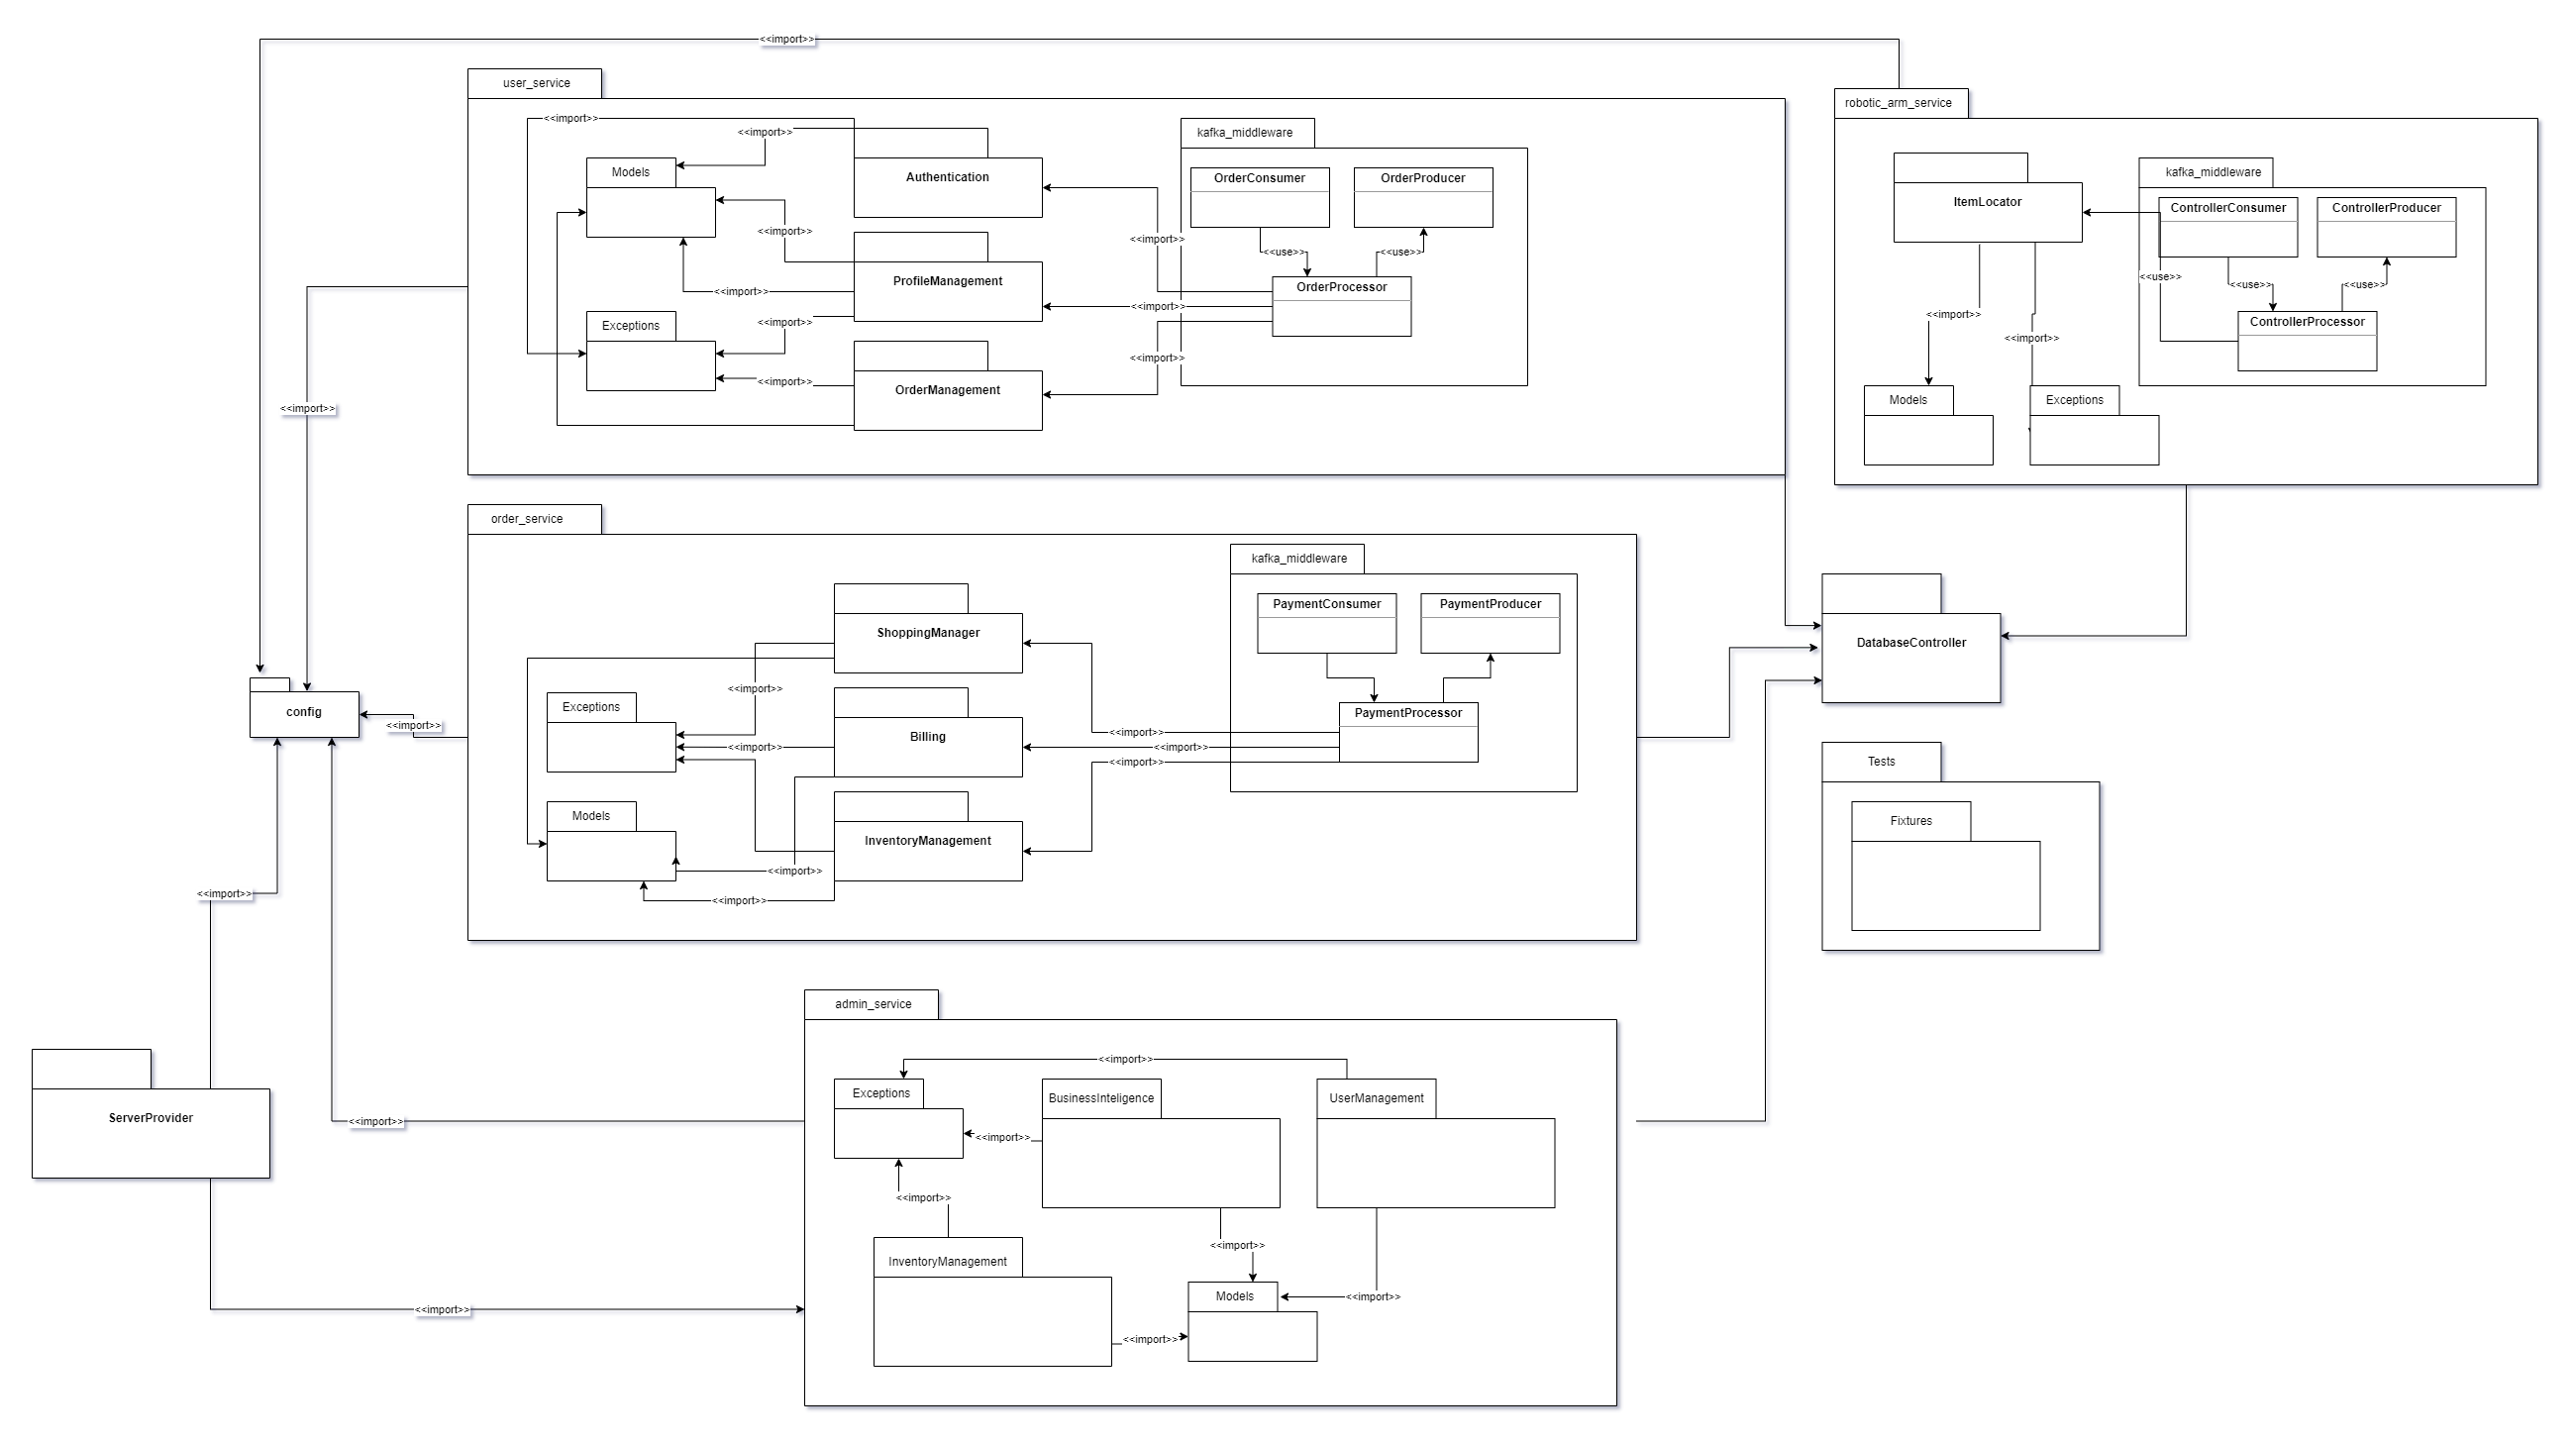 <<import>>
user_service
<<import>>
<<import>>
Models
Authentication
<<import>>
ProfileManagement
<<import>>
<<import>>
Exceptions
<<import>>
OrderManagement
kafka_middleware
OrderConsumer
OrderProducer
<<import>>
<<use>>
<<use>>
OrderProcessor
<<import>>
<<import>>
robotic_arm_service
ItemLocator
kafka_middleware
ControllerConsumer
ControllerProducer
<<use>>
<<use>>
<<use>>
ControllerProcessor
<<import>>
<<import>>
Models
Exceptions
<<import>>
order_service
kafka_middleware
PaymentConsumer
PaymentProducer
ShoppingManager
<<import>>
Exceptions
PaymentProcessor
Billing
<<import>>
<<import>>
<<import>>
<<import>>
Models
InventoryManagement
<<import>>
<<import>>
config
<<import>>
DatabaseController
Tests
Fixtures
<<import>>
admin_service
<<import>>
Exceptions
BusinessInteligence
UserManagement
ServerProvider
<<import>>
<<import>>
<<import>>
<<import>>
InventoryManagement
Models
<<import>>
<<import>>
<<import>>